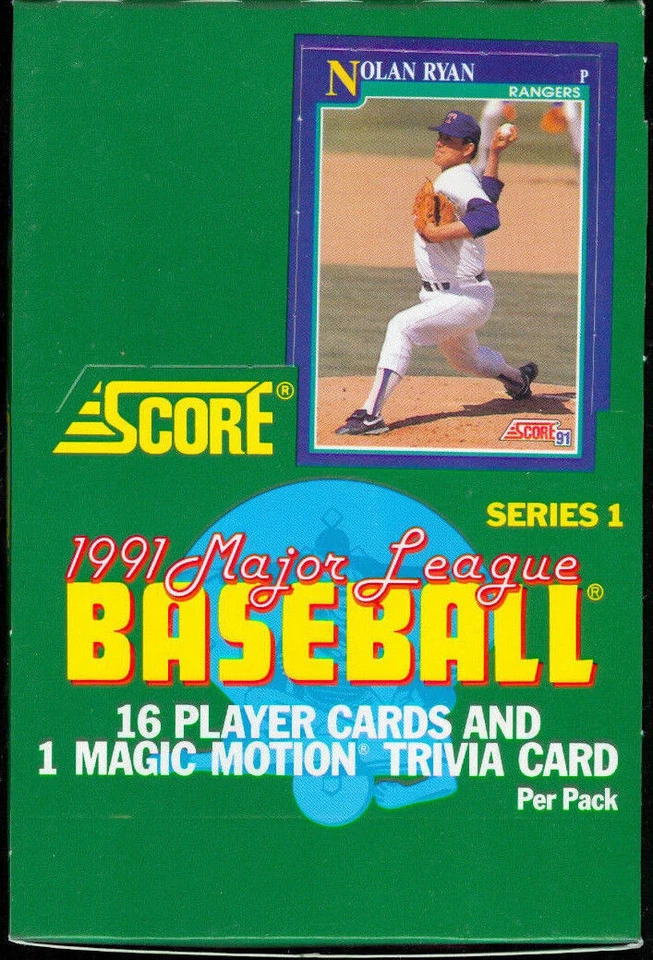 NOLAN RYAN
P
RANGERS
SCORE 91
SCORE®
SERIES 1
1991 Major League
BASEBALL®
16 PLAYER CARDS AND
1 MAGIC MOTION® TRIVIA CARD
Per Pack